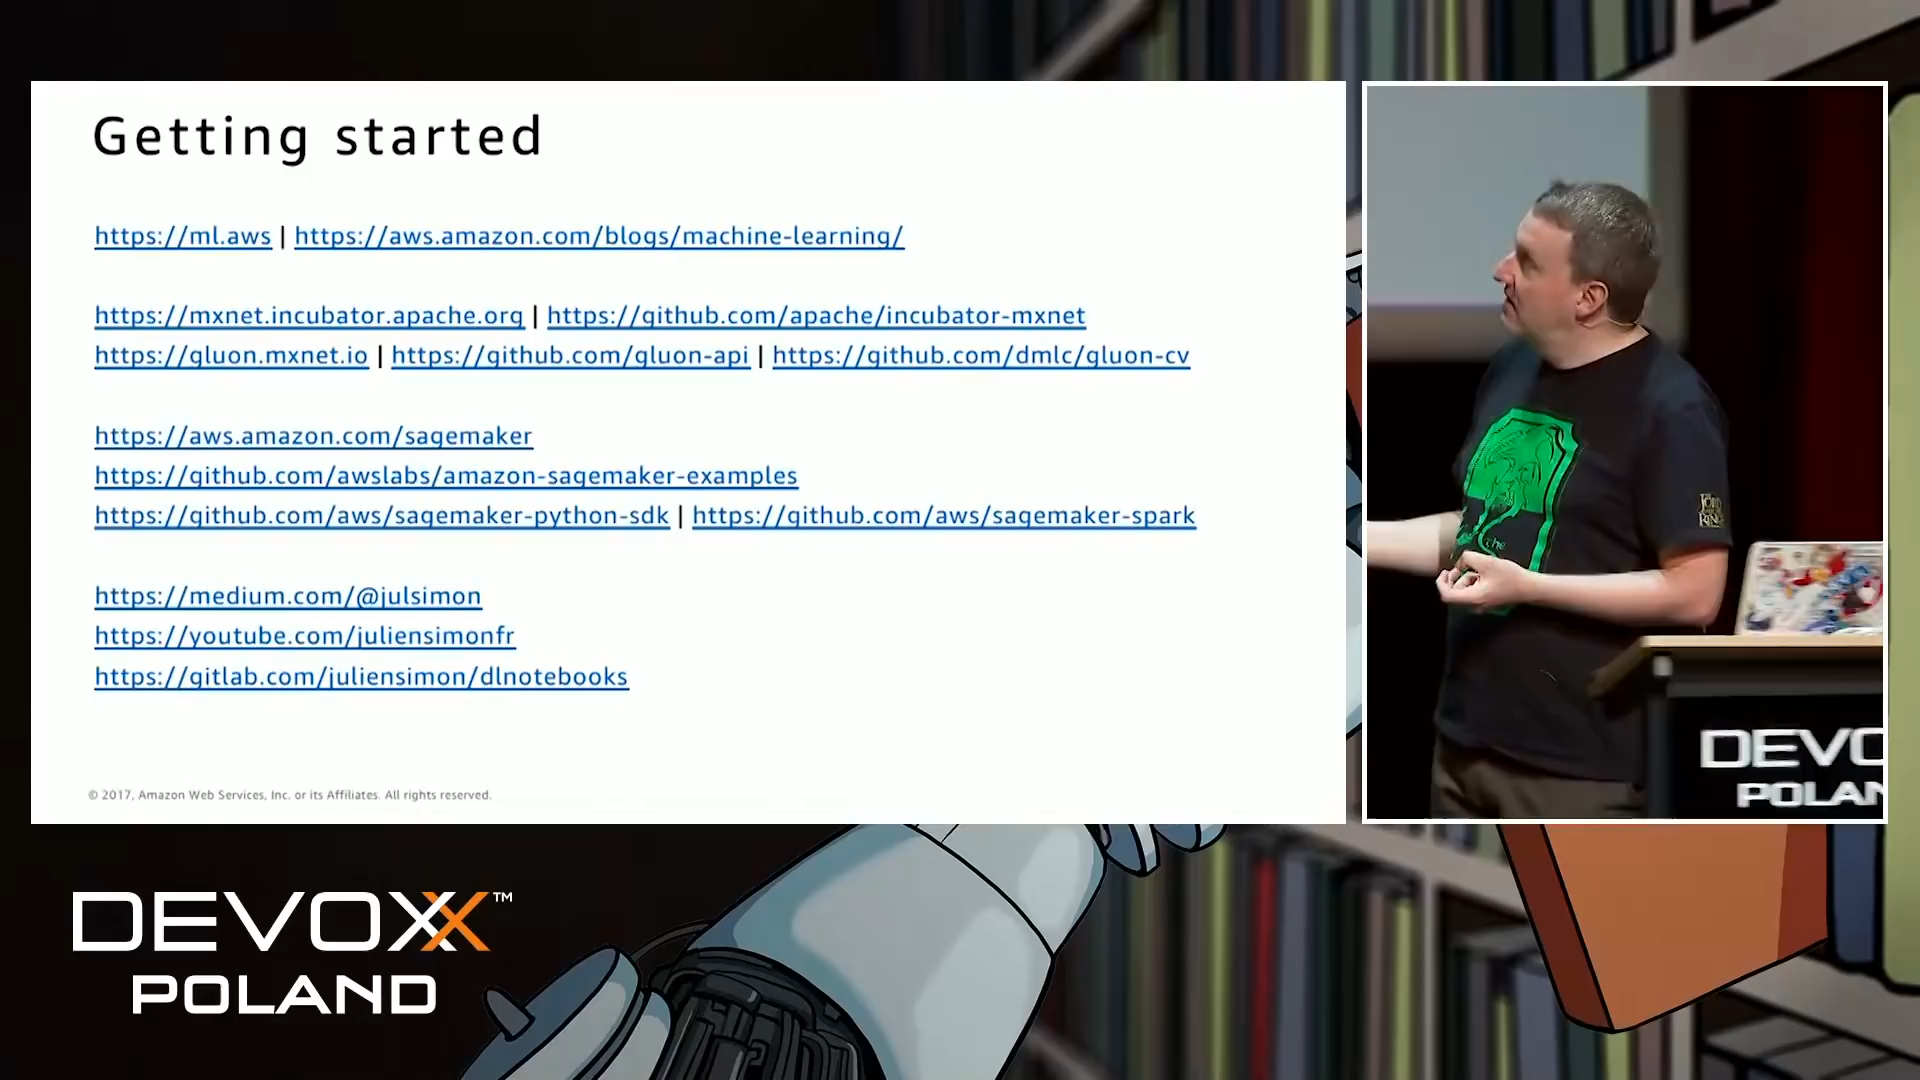 Getting started
https://ml.aws | https://aws.amazon.com/blogs/machine-learning/
https://mxnet.incubator.apache.org | https://github.com/apache/incubator-mxnet
https://gluon.mxnet.io | https://github.com/gluon-api | https://github.com/dmlc/gluon-cv
https://aws.amazon.com/sagemaker
https://github.com/awslabs/amazon-sagemaker-examples
https://github.com/aws/sagemaker-python-sdk | https://github.com/aws/sagemaker-spark
https://medium.com/@julsimon
https://youtube.com/juliensimonfr
https://gitlab.com/juliensimon/dlnotebooks
© 2017, Amazon Web Services, Inc. or its Affiliates. All rights reserved.
the
DEVO
POLAN
DEVOXX™
POLAND